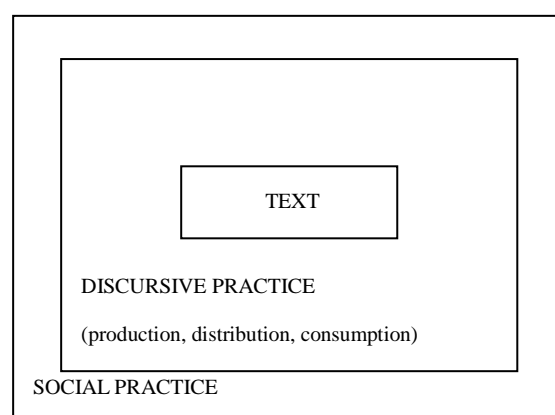 TEXT
DISCURSIVE PRACTICE
(production, distribution, consumption)
SOCIAL PRACTICE